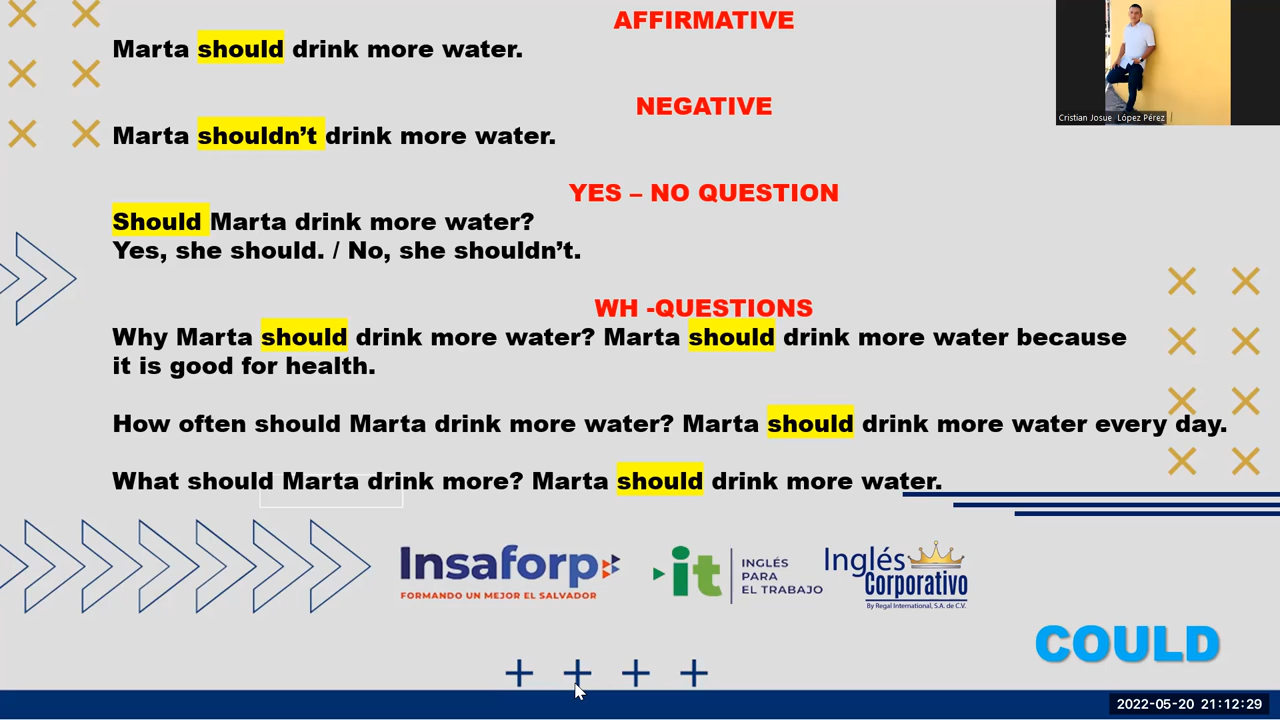 AFFIRMATIVE
Marta should drink more water.
NEGATIVE
Marta shouldn’t drink more water.
YES – NO QUESTION
Should Marta drink more water?
Yes, she should. / No, she shouldn’t.
WH -QUESTIONS
Why Marta should drink more water? Marta should drink more water because
it is good for health.
How often should Marta drink more water? Marta should drink more water every day.
What should Marta drink more? Marta should drink more water.
Cristian Josue López Pérez
Insaforp
FORMANDO UN MEJOR EL SALVADOR
it
INGLÉS
PARA
EL TRABAJO
Inglés
Corporativo
By Regal International, S.A. de C.V.
COULD
2022-05-20 21:12:29